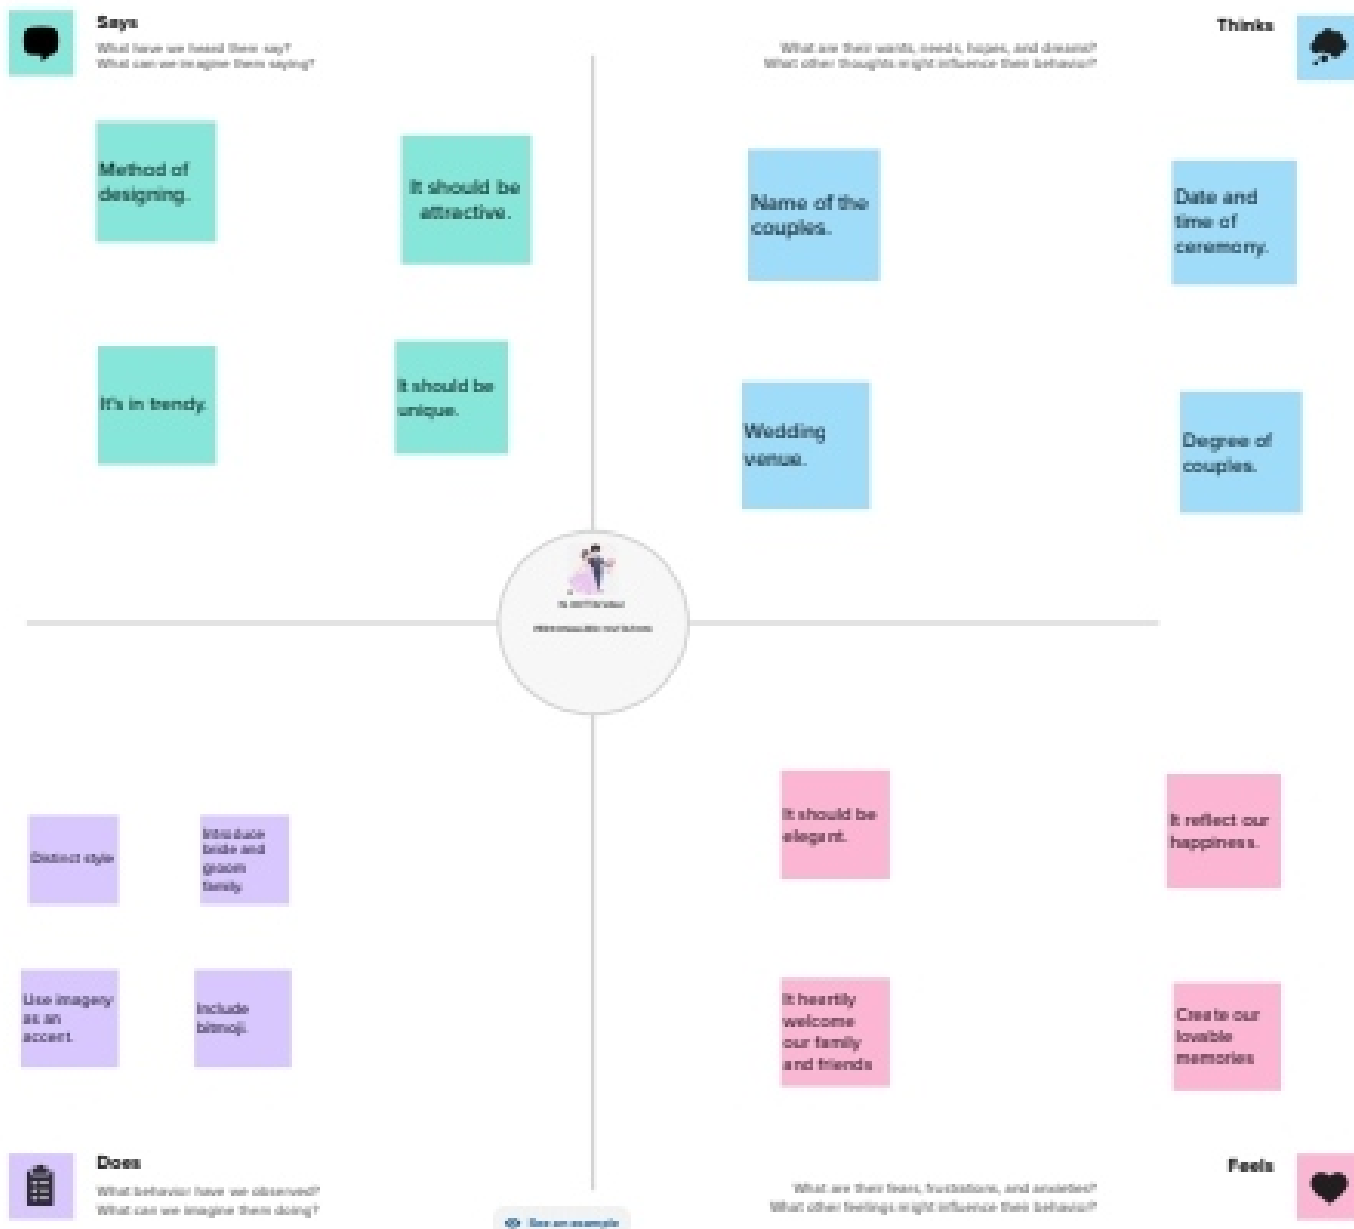 Says
What have we heard them say?
What can we imagine them saying?
Thinks
What are their wants, needs, hopes, and dreams?
What other thoughts might influence their behavior?
Method of
designing.
It should be
attractive.
It's in trendy.
It should be
unique.
Name of the
couples.
Date and
time of
ceremony.
Wedding
venue.
Degree of
couples.
Distinct style
Introduce
bride and
groom
family.
Use imagery
as an
accent.
Include
bitmoji.
It should be
elegant.
It reflect our
happiness.
It heartily
welcome
our family
and friends
Create our
lovable
memories
Does
What behavior have we observed?
What can we imagine them doing?
Feels
What are their fears, frustrations, and anxieties?
What other feelings might influence their behavior?
See an example